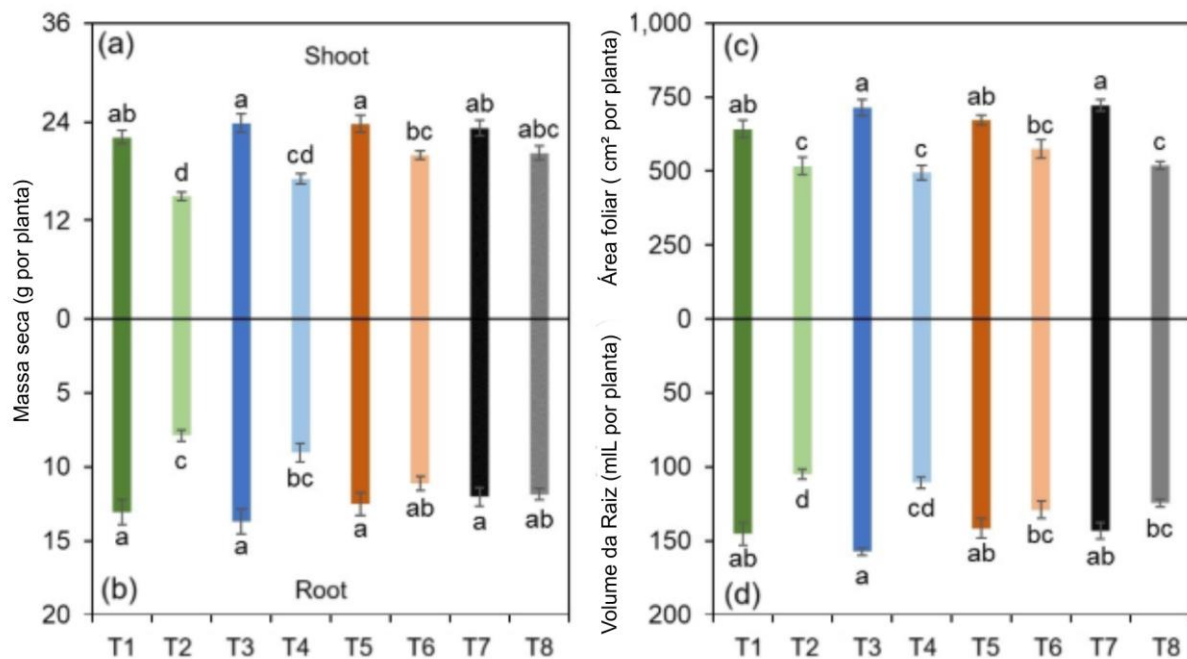 Massa seca (g por planta)
36
24
12
0
5
10
15
20
(a)
Shoot
ab
d
a
cd
a
bc
ab
abc
a
c
a
bc
a
ab
a
ab
(b)
Root
T1 T2 T3 T4 T5 T6 T7 T8
Área foliar ( cm² por planta)
Volume da Raiz (mL por planta)
1,000
750
500
250
0
50
100
150
200
(c)
ab
c
a
c
ab
bc
a
c
ab
d
a
cd
ab
bc
ab
bc
(d)
T1 T2 T3 T4 T5 T6 T7 T8